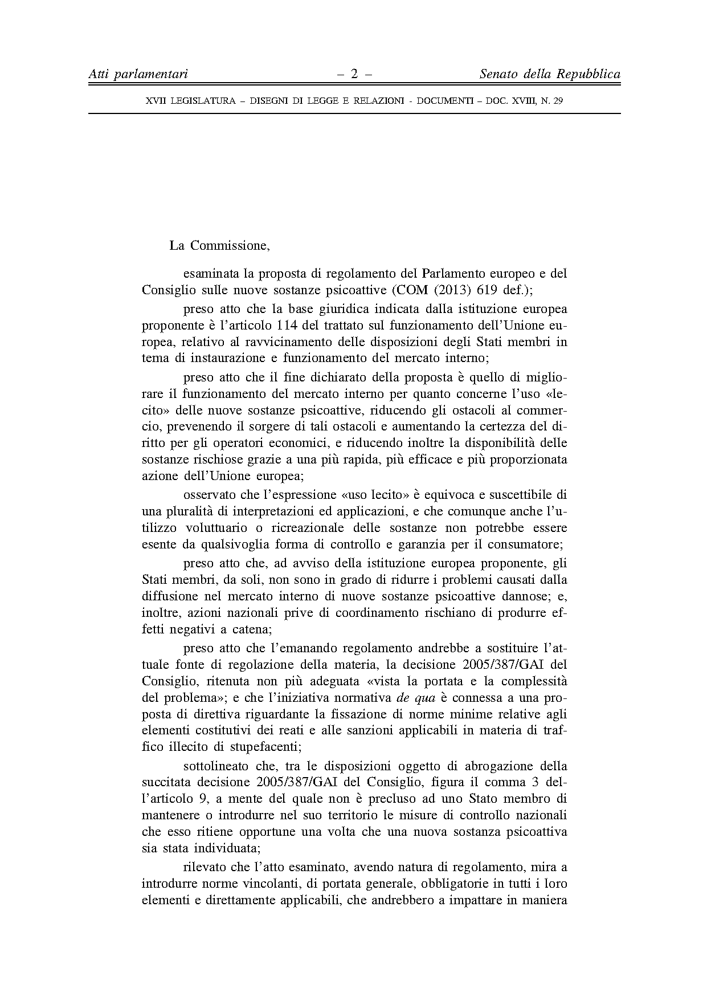 Atti parlamentari – 2 – Senato della Repubblica
XVII LEGISLATURA – DISEGNI DI LEGGE E RELAZIONI - DOCUMENTI – DOC. XVIII, N. 29
La Commissione,
esaminata la proposta di regolamento del Parlamento europeo e del
Consiglio sulle nuove sostanze psicoattive (COM (2013) 619 def.);
preso atto che la base giuridica indicata dalla istituzione europea
proponente è l’articolo 114 del trattato sul funzionamento dell’Unione eu-
ropea, relativo al ravvicinamento delle disposizioni degli Stati membri in
tema di instaurazione e funzionamento del mercato interno;
preso atto che il fine dichiarato della proposta è quello di miglio-
rare il funzionamento del mercato interno per quanto concerne l’uso «le-
cito» delle nuove sostanze psicoattive, riducendo gli ostacoli al commer-
cio, prevenendo il sorgere di tali ostacoli e aumentando la certezza del di-
ritto per gli operatori economici, e riducendo inoltre la disponibilità delle
sostanze rischiose grazie a una più rapida, più efficace e più proporzionata
azione dell’Unione europea;
osservato che l’espressione «uso lecito» è equivoca e suscettibile di
una pluralità di interpretazioni ed applicazioni, e che comunque anche l’u-
tilizzo voluttuario o ricreazionale delle sostanze non potrebbe essere
esente da qualsivoglia forma di controllo e garanzia per il consumatore;
preso atto che, ad avviso della istituzione europea proponente, gli
Stati membri, da soli, non sono in grado di ridurre i problemi causati dalla
diffusione nel mercato interno di nuove sostanze psicoattive dannose; e,
inoltre, azioni nazionali prive di coordinamento rischiano di produrre ef-
fetti negativi a catena;
preso atto che l’emanando regolamento andrebbe a sostituire l’at-
tuale fonte di regolazione della materia, la decisione 2005/387/GAI del
Consiglio, ritenuta non più adeguata «vista la portata e la complessità
del problema»; e che l’iniziativa normativa de qua è connessa a una pro-
posta di direttiva riguardante la fissazione di norme minime relative agli
elementi costitutivi dei reati e alle sanzioni applicabili in materia di traf-
fico illecito di stupefacenti;
sottolineato che, tra le disposizioni oggetto di abrogazione della
succitata decisione 2005/387/GAI del Consiglio, figura il comma 3 del-
l’articolo 9, a mente del quale non è precluso ad uno Stato membro di
mantenere o introdurre nel suo territorio le misure di controllo nazionali
che esso ritiene opportune una volta che una nuova sostanza psicoattiva
sia stata individuata;
rilevato che l’atto esaminato, avendo natura di regolamento, mira a
introdurre norme vincolanti, di portata generale, obbligatorie in tutti i loro
elementi e direttamente applicabili, che andrebbero a impattare in maniera